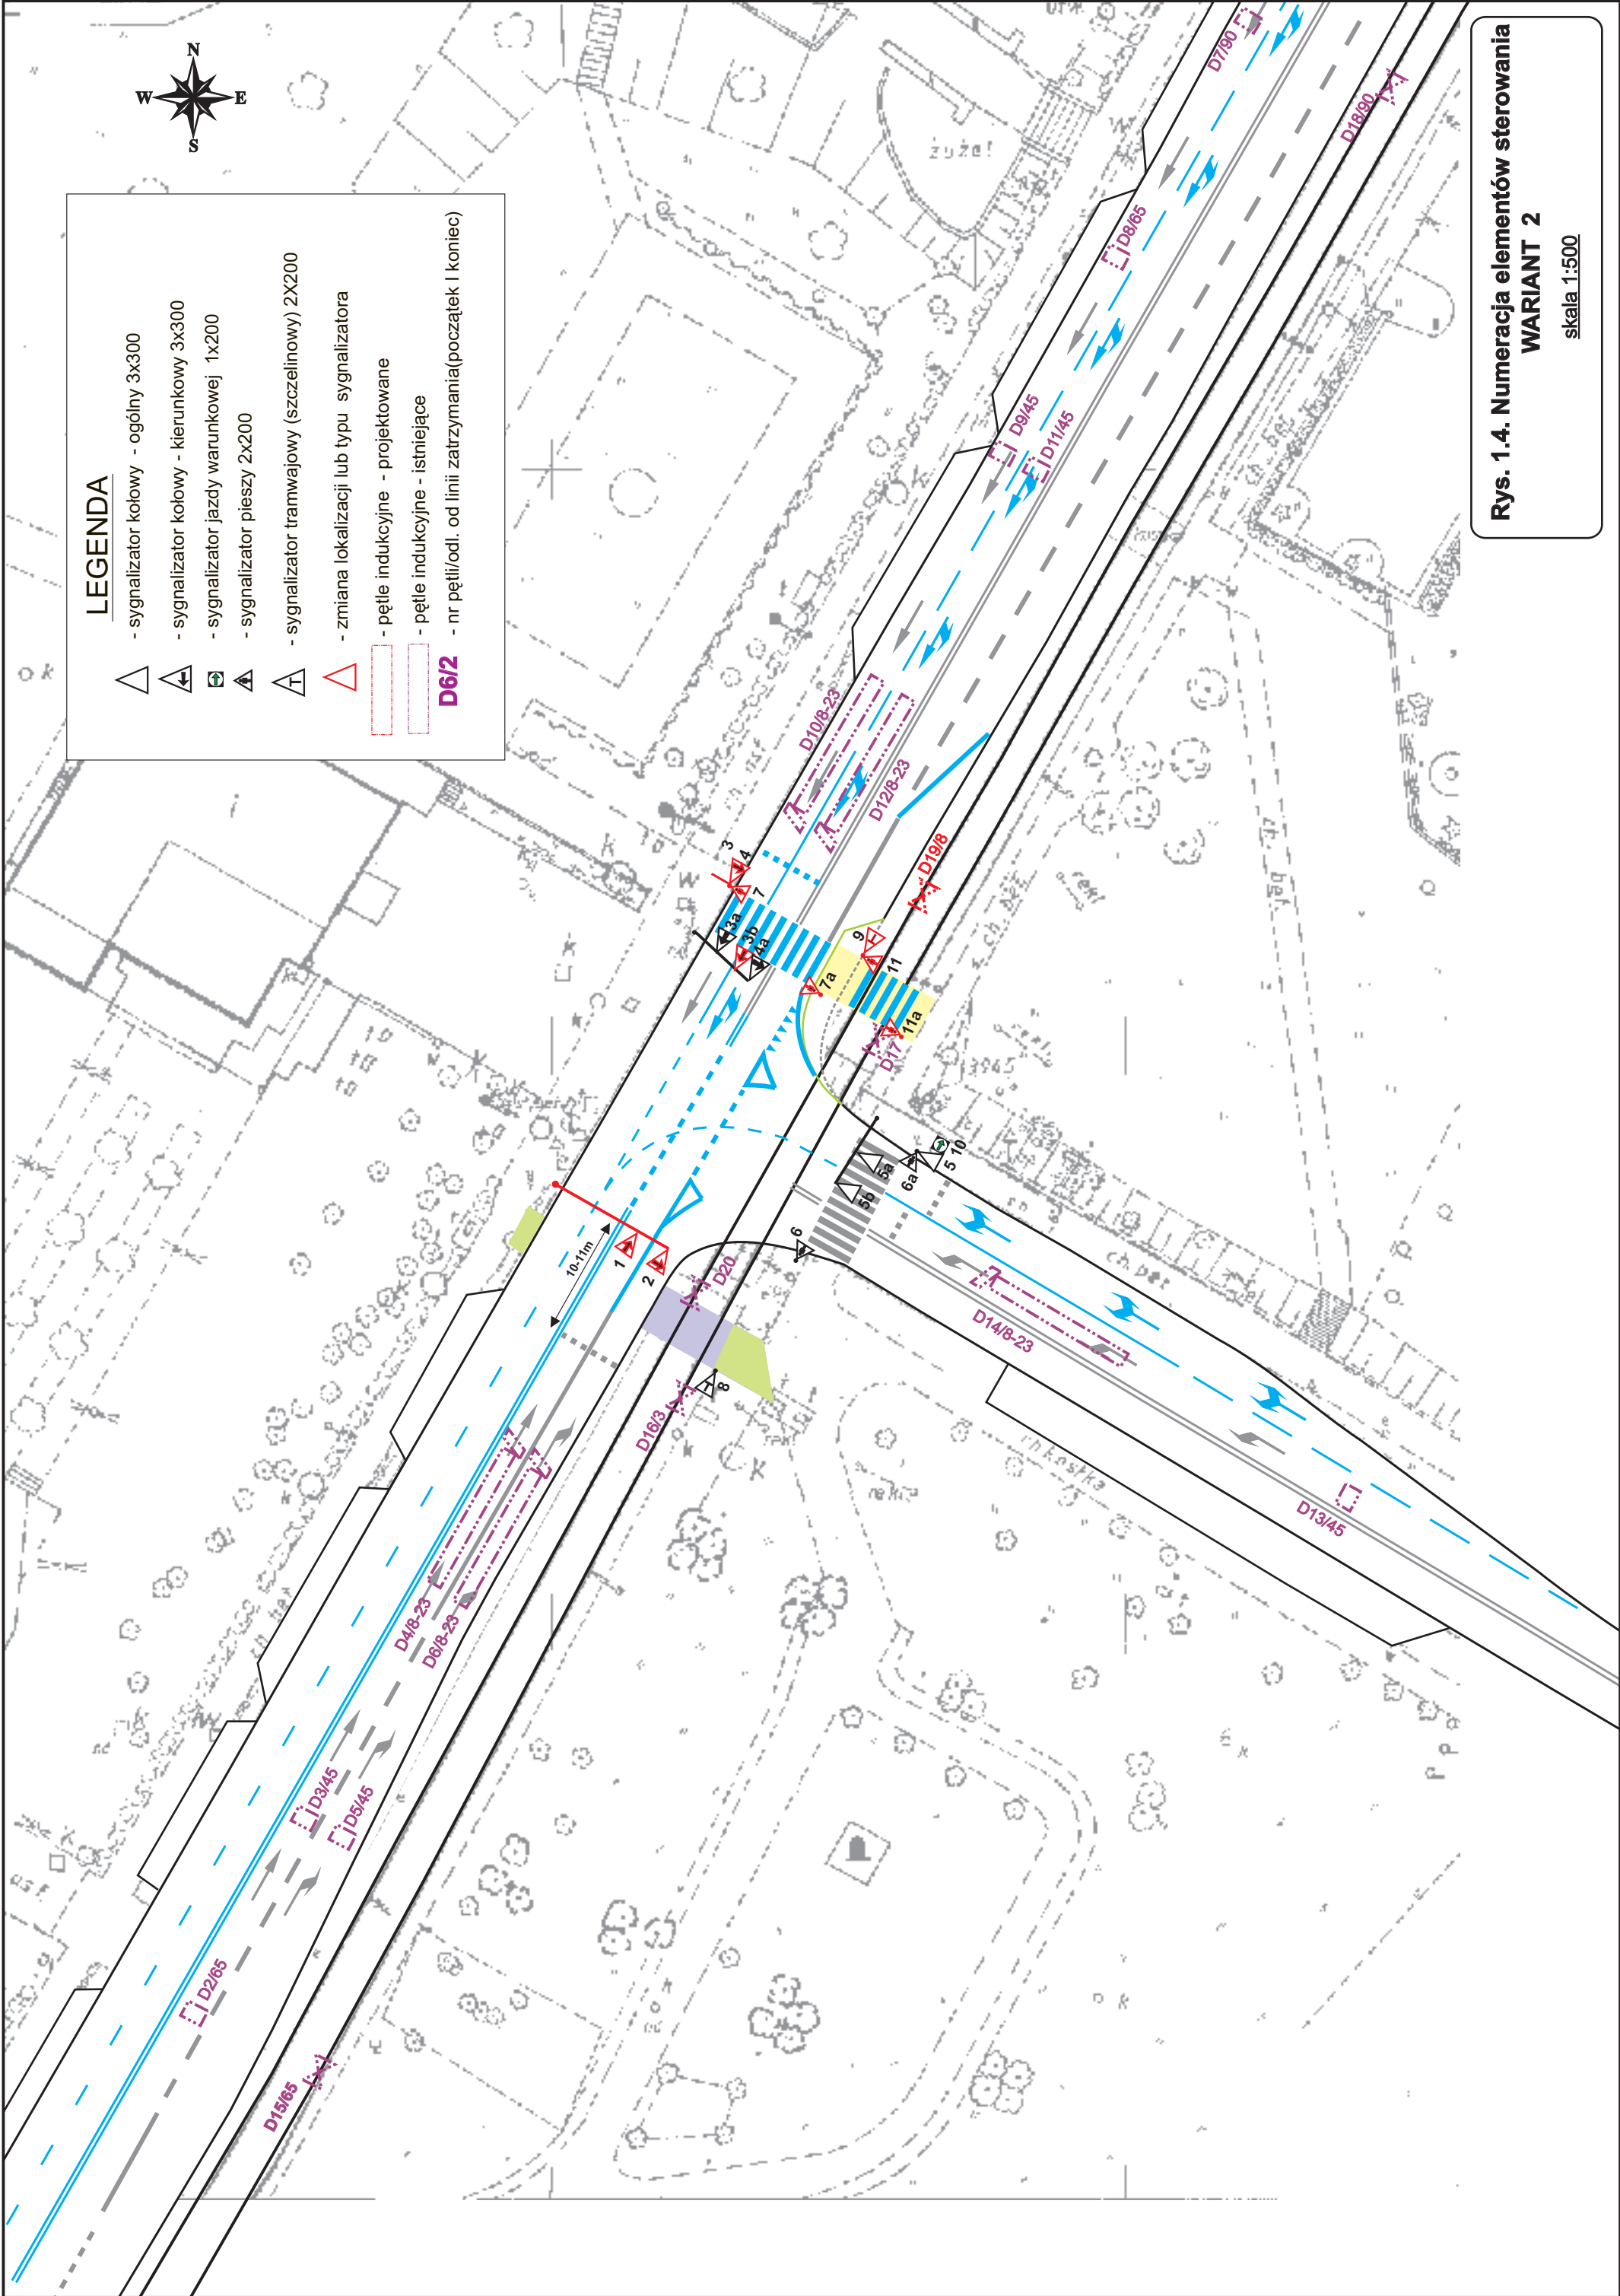 LEGENDA
- sygnalizator kołowy - ogólny 3x300
- sygnalizator kołowy - kierunkowy 3x300
- sygnalizator jazdy warunkowej 1x200
- sygnalizator pieszy 2x200
- sygnalizator tramwajowy (szczelinowy) 2X200
- zmiana lokalizacji lub typu sygnalizatora
- pętle indukcyjne - projektowane
- pętle indukcyjne - istniejące
D6/2 - nr pętli/odl. od linii zatrzymania(początek I koniec)
N
W
E
S
Rys. 1.4. Numeracja elementów sterowania
WARIANT 2
skala 1:500
D7/90
D18/90
D8/65
D9/45
D11/45
D10/8-23
D12/8-23
D19/8
3
4
7
3a
3b
4a
9
7a
11
11a
D17
10-11m
1
2
5a
5b
6a
5
10
6
D20
8
D16/3
D14/8-23
D13/45
D4/8-23
D6/8-23
D3/45
D5/45
D2/65
D15/65
żużel